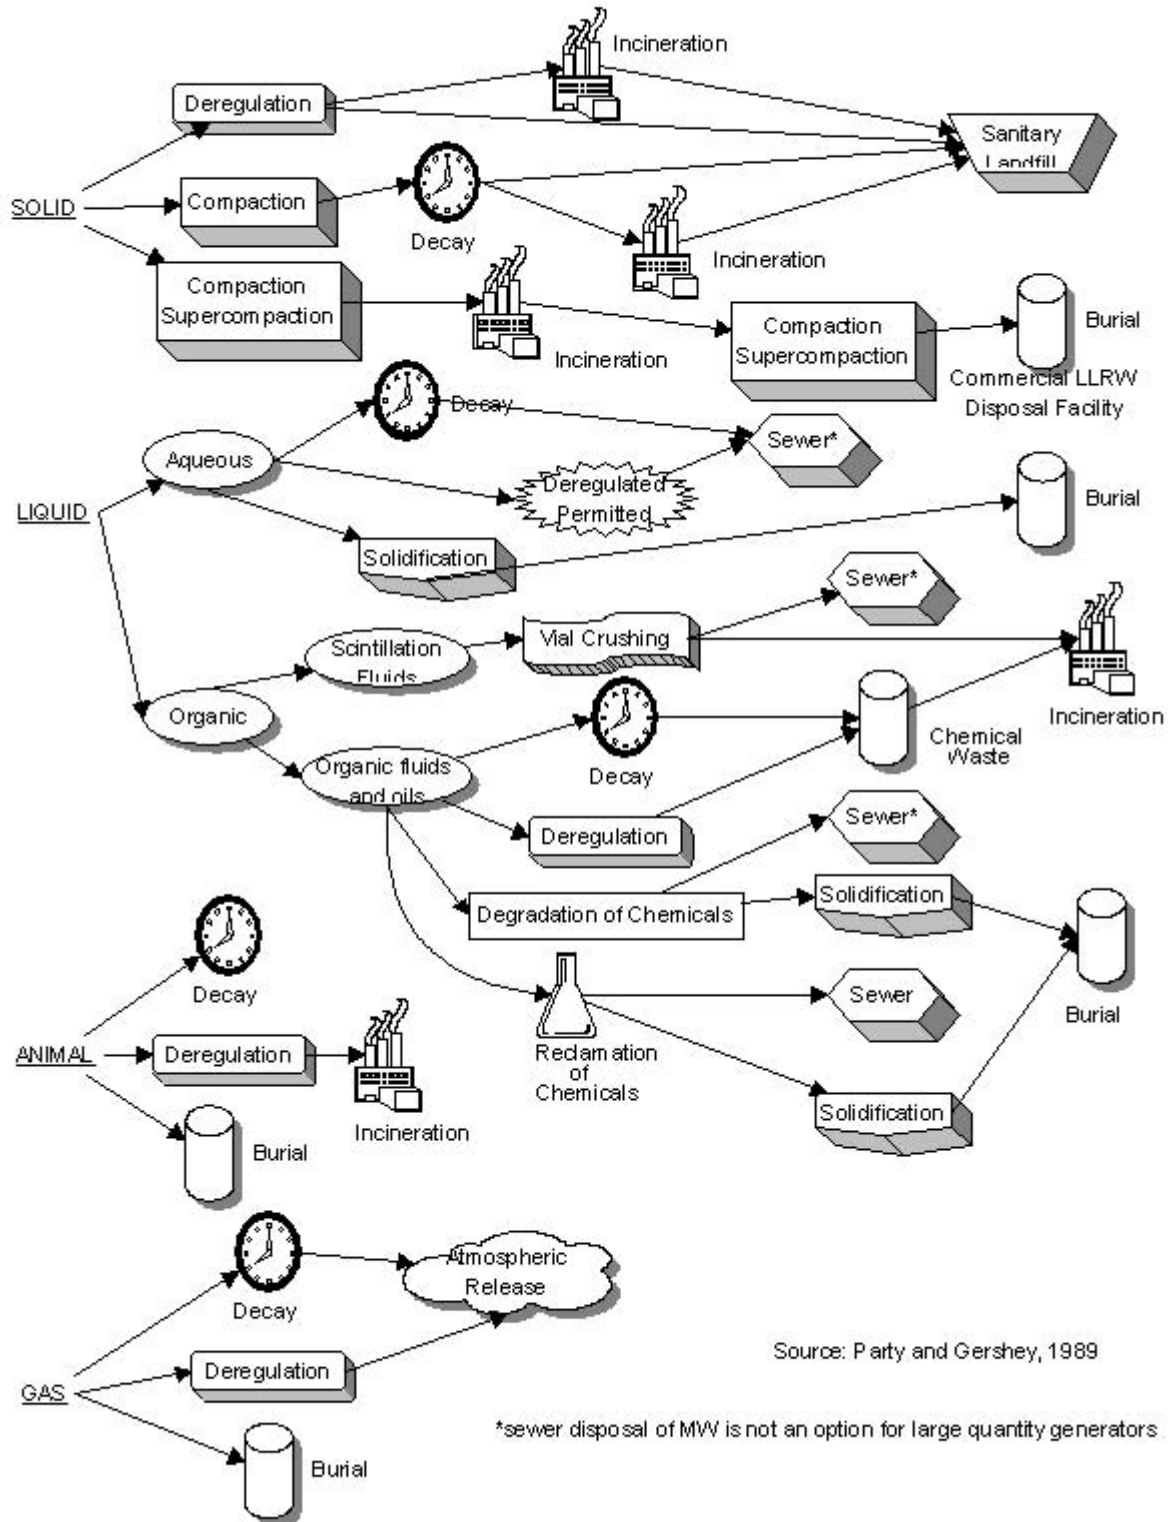 Incineration
Deregulation
Sanitary
Landfill
Compaction
SOLID
Decay
Incineration
Compaction
Supercompaction
Incineration
Compaction
Supercompaction
Burial
Commercial LLRW
Disposal Facility
Decay
Aqueous
Sewer*
Deregulated
Permitted
LIQUID
Burial
Solidification
Sewer*
Vial Crushing
Scintillation
Fluids
Organic
Incineration
Chemical
Waste
Organic fluids
and oils
Decay
Deregulation
Sewer*
Degradation of Chemicals
Solidification
Decay
Sewer
Burial
ANIMAL
Deregulation
Reclamation
of
Chemicals
Incineration
Solidification
Burial
Atmospheric
Release
Decay
Source: Party and Gershey, 1989
Deregulation
GAS
*sewer disposal of MW is not an option for large quantity generators
Burial